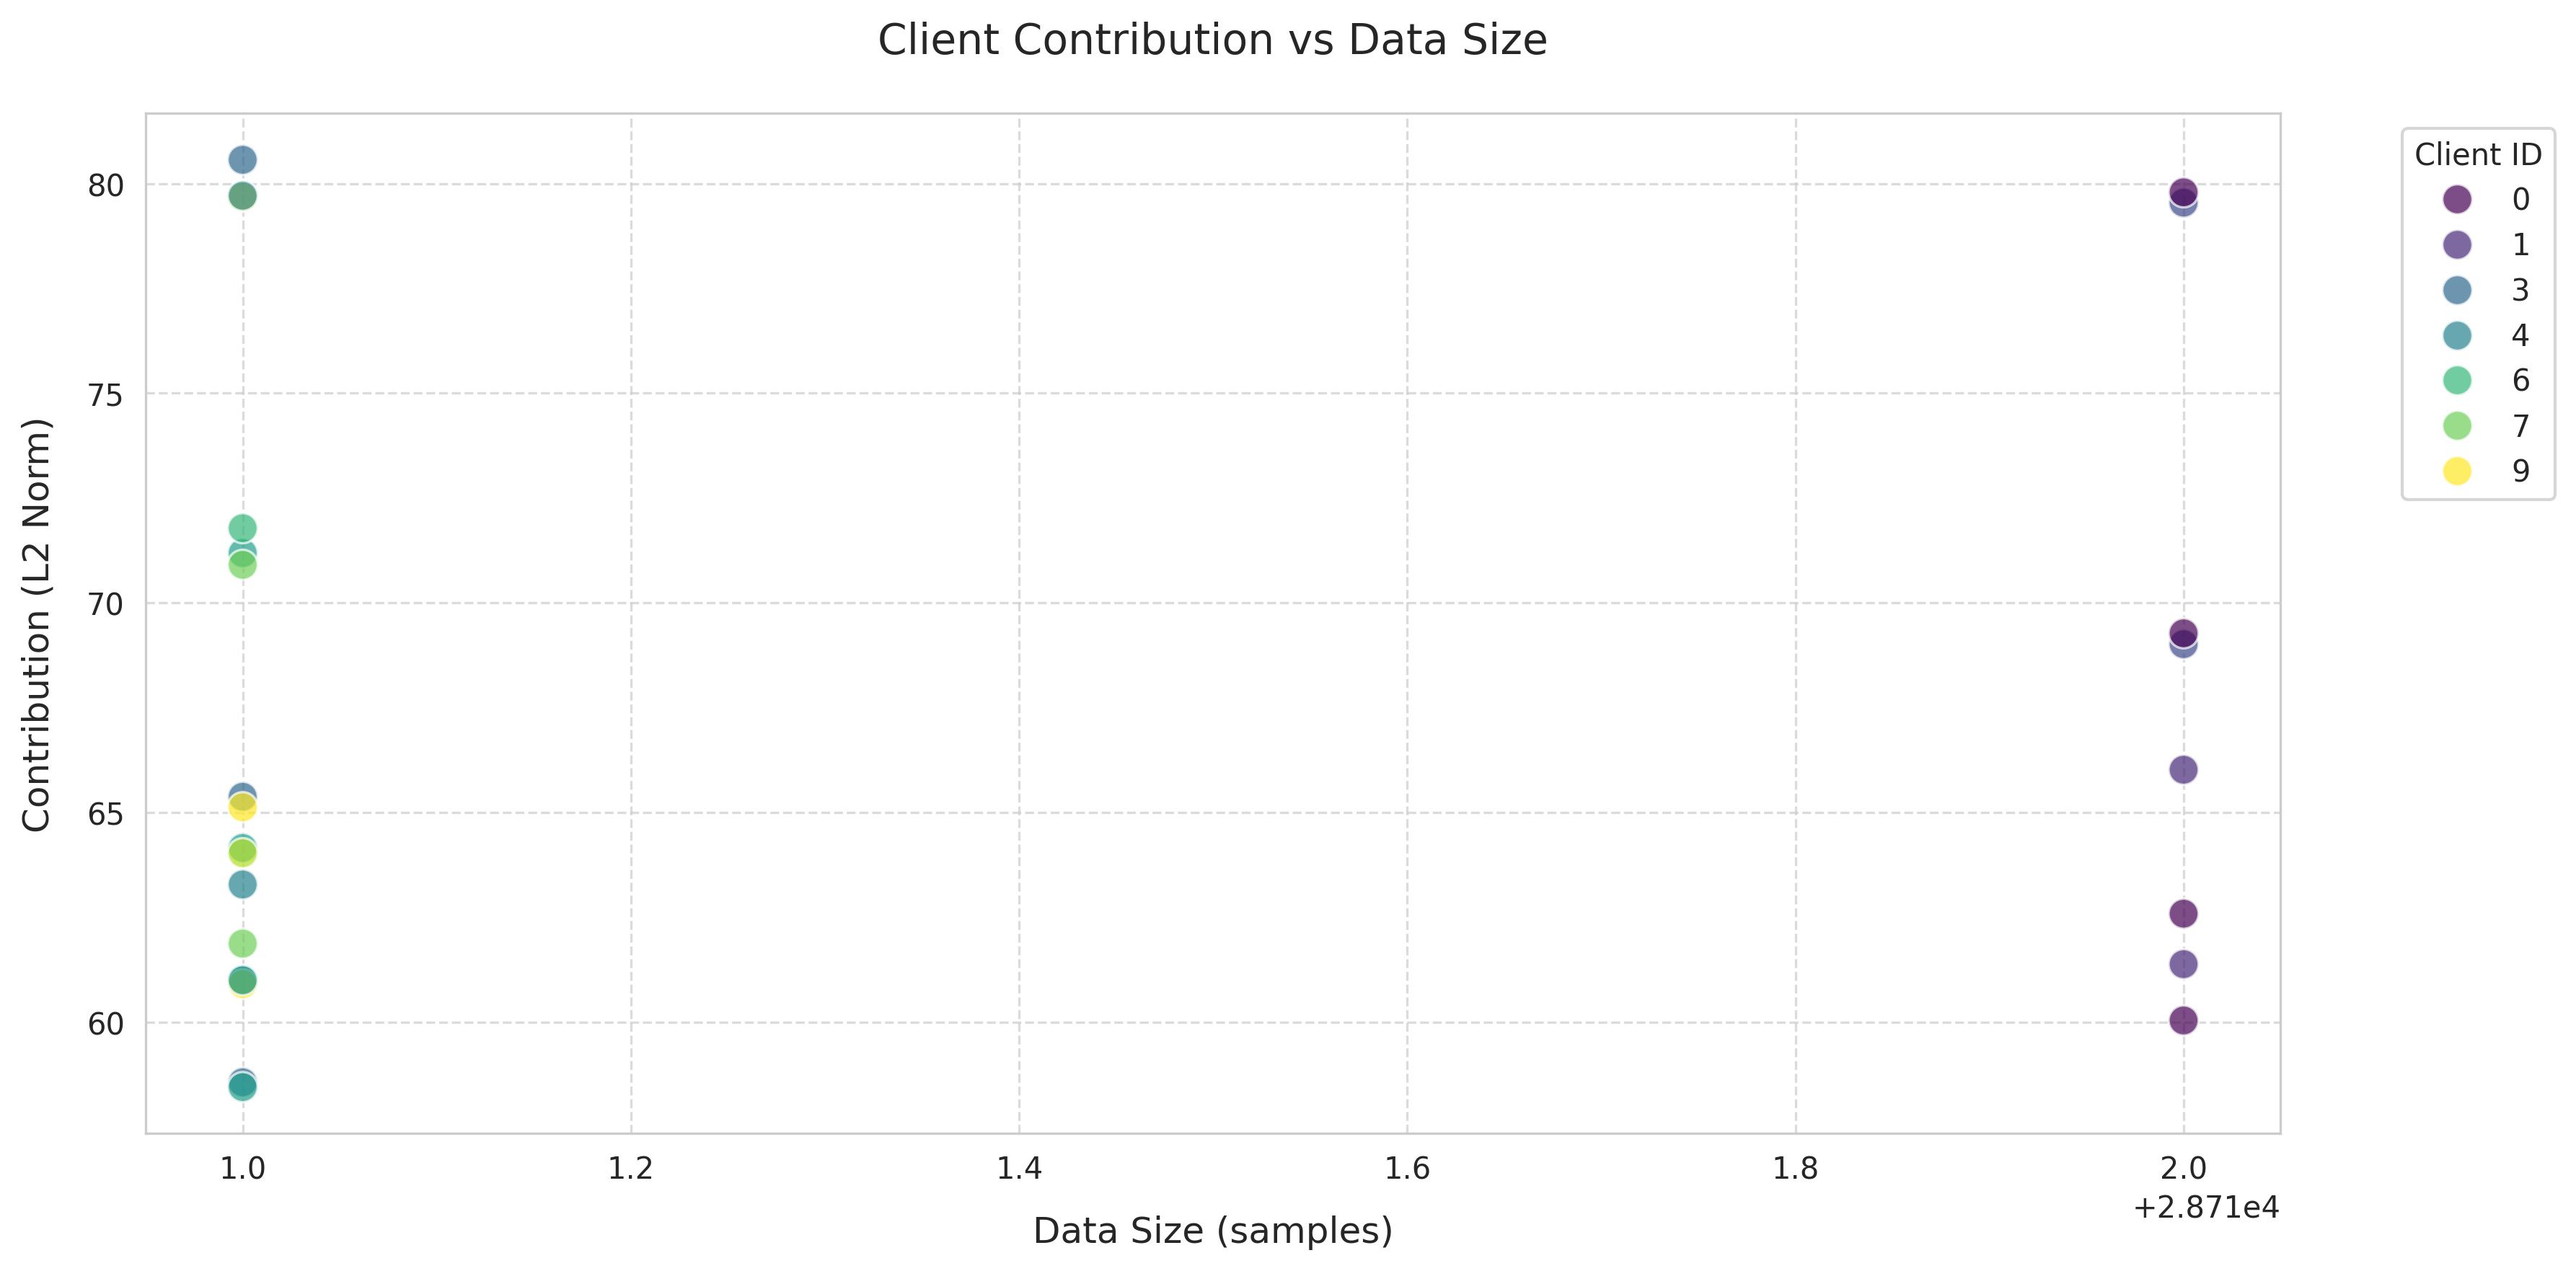 Client Contribution vs Data Size
Contribution (L2 Norm)
80
75
70
65
60
1.0 1.2 1.4 1.6 1.8 2.0
+2.871e4
Data Size (samples)
Client ID
0
1
3
4
6
7
9